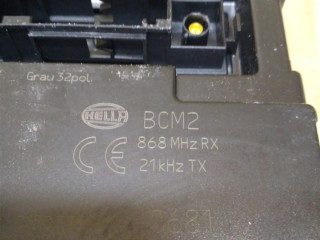 Grau 32pol.
HELLA BCM2
868 MHz RX
CE 21kHz TX